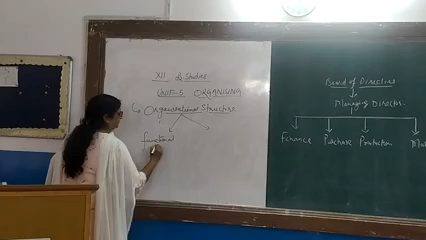 XII B Studies
UNIT-5 ORGANISING
Organisational Structure
functional
Board of Directors
Managing Director
Finance Purchase Production